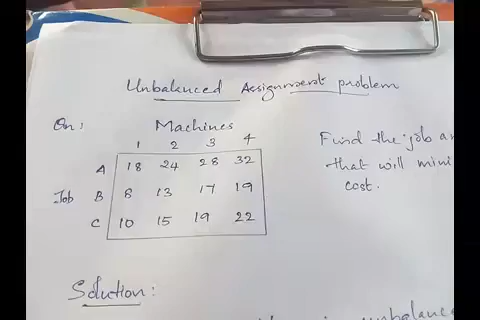 Unbalanced Assignment problem
Qn: Machines
1 2 3 4
A 18 24 28 32
Job B 8 13 17 19
C 10 15 19 22
Find the job
that will
cost.
Solution: